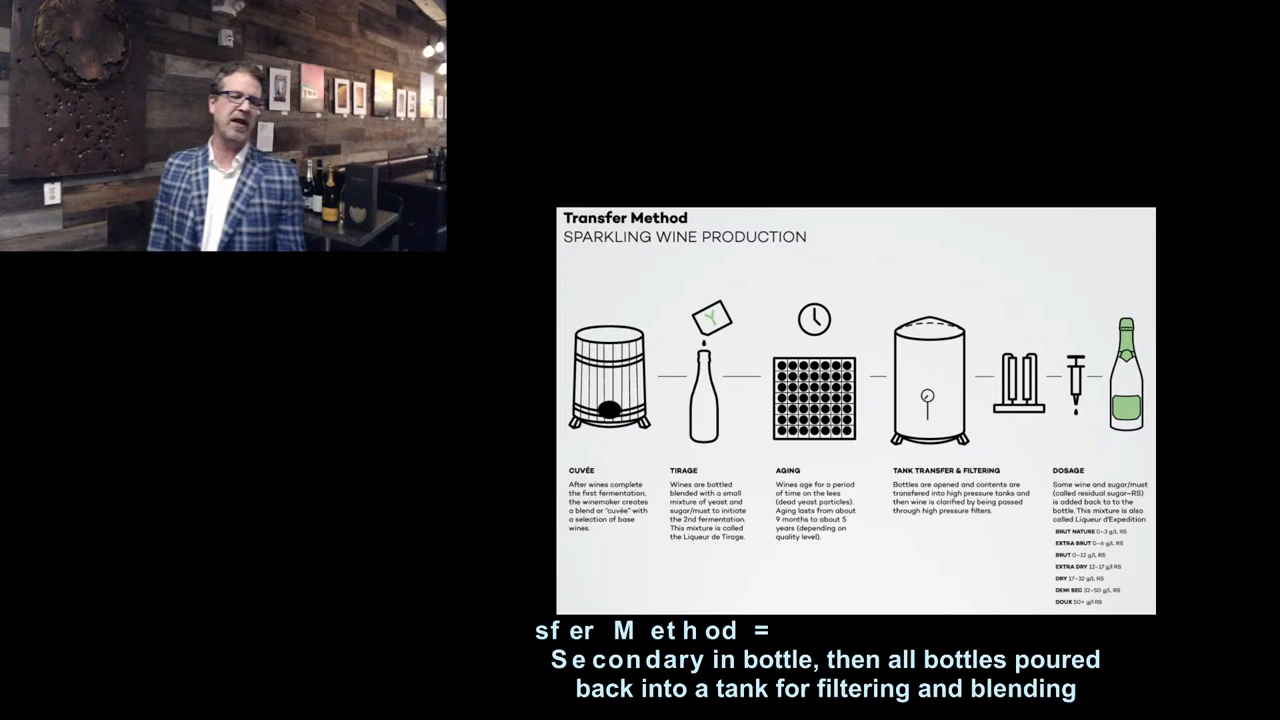 Transfer Method
SPARKLING WINE PRODUCTION
Y
CUVÉE
After wines complete
the first fermentation,
the winemaker creates
a blend or "cuvée" with
a selection of base
wines.
TIRAGE
Wines are bottled
blended with a small
mixture of yeast and
sugar/must to initiate
the 2nd fermentation.
This mixture is called
the Liqueur de Tirage.
AGING
Wines age for a period
of time on the lees
(dead yeast particles).
Aging lasts from about
9 months to about 5
years (depending on
quality level).
TANK TRANSFER & FILTERING
Bottles are opened and contents are
transfered into high pressure tanks and
then wine is clarified by being passed
through high pressure filters.
DOSAGE
Some wine and sugar/must
(called residual sugar-RS)
is added back to to the
bottle. This mixture is also
called Liqueur d'Expedition
BRUT NATURE 0-3 g/L RS
EXTRA BRUT 0-6 g/L RS
BRUT 0-12 g/L RS
EXTRA DRY 12-17 g/l RS
DRY 17-32 g/L RS
DEMI SEC 32-50 g/L RS
DOUX 50+ g/l RS
sfer Method =
Secondary in bottle, then all bottles poured
back into a tank for filtering and blending